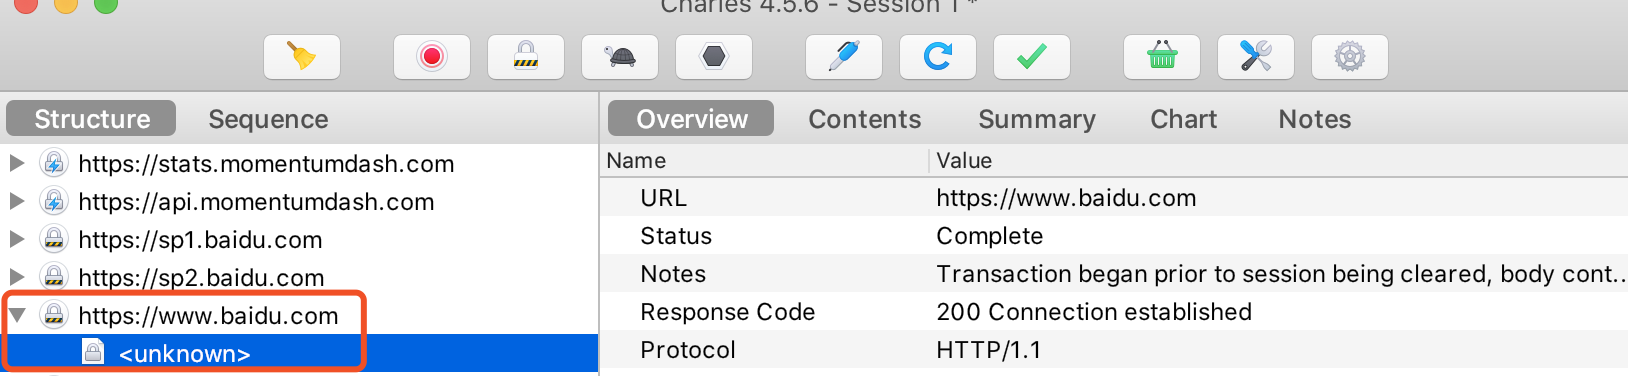 Charles 4.5.6 - Session 1 *
Structure Sequence
Overview Contents Summary Chart Notes
https://stats.momentumdash.com
https://api.momentumdash.com
https://sp1.baidu.com
https://sp2.baidu.com
https://www.baidu.com
<unknown>
Name Value
URL https://www.baidu.com
Status Complete
Notes Transaction began prior to session being cleared, body cont...
Response Code 200 Connection established
Protocol HTTP/1.1